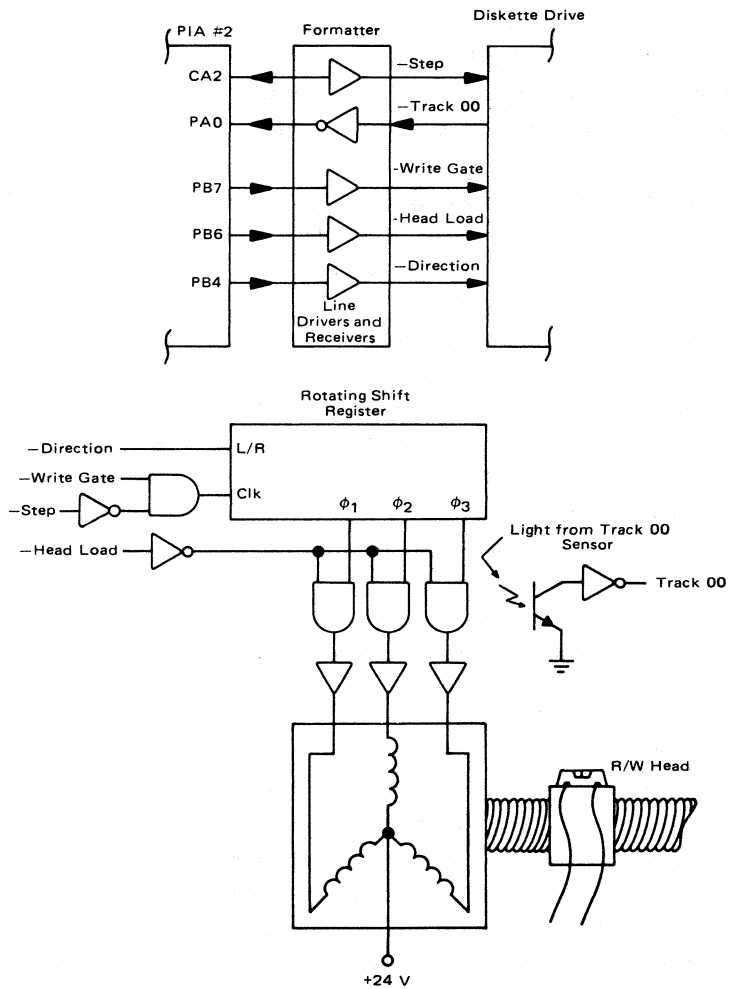 PIA #2
Formatter
Diskette Drive
CA2
−Step
PA0
−Track 00
PB7
-Write Gate
PB6
-Head Load
PB4
−Direction
Line
Drivers and
Receivers
Rotating Shift
Register
−Direction
L/R
−Write Gate
Clk
−Step
ϕ1
ϕ2
ϕ3
−Head Load
Light from Track 00
Sensor
Track 00
R/W Head
+24 V